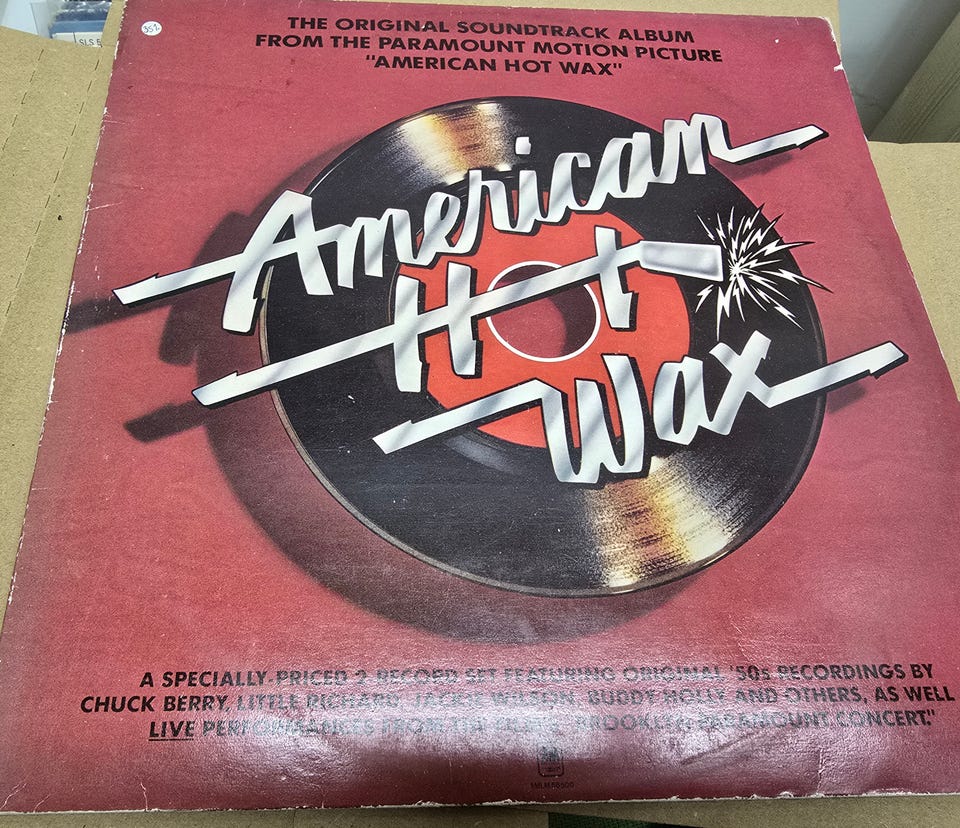 351.
SLS
THE ORIGINAL SOUNDTRACK ALBUM
FROM THE PARAMOUNT MOTION PICTURE
"AMERICAN HOT WAX"
American
Hot
Wax
A SPECIALLY-PRICED 2 RECORD SET FEATURING ORIGINAL '50s RECORDINGS BY
CHUCK BERRY, LITTLE RICHARD, JACKIE WILSON, BUDDY HOLLY AND OTHERS, AS WELL
LIVE PERFORMANCES FROM THE BROOKLYN PARAMOUNT CONCERT."